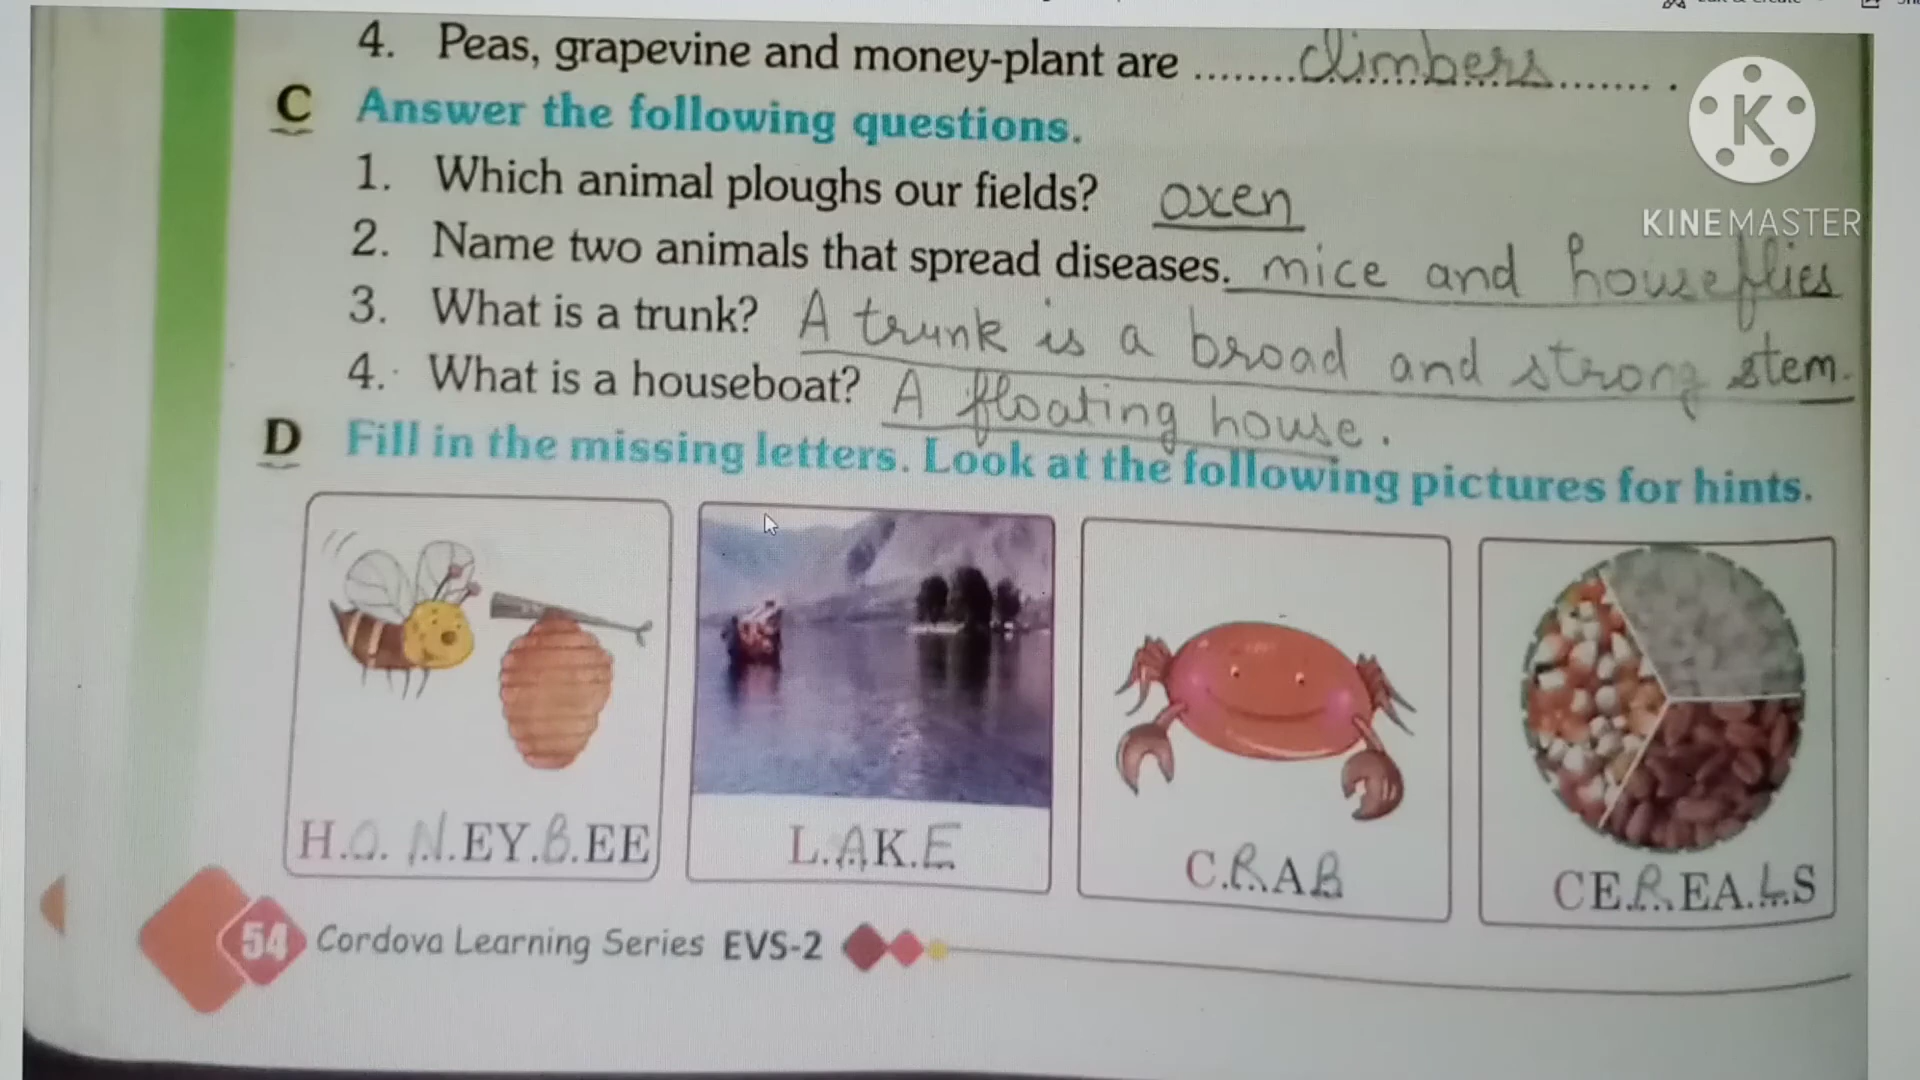 4. Peas, grapevine and money-plant are ........climbers....... .
C Answer the following questions.
1. Which animal ploughs our fields? oxen
KINEMASTER
2. Name two animals that spread diseases. mice and houseflies
3. What is a trunk? A trunk is a broad and strong stem.
4. What is a houseboat? A floating house.
D Fill in the missing letters. Look at the following pictures for hints.
H.O. N.EY.B.EE
L.AK.E
C.R.AB
CE.R.EA.L.S
54 Cordova Learning Series EVS-2